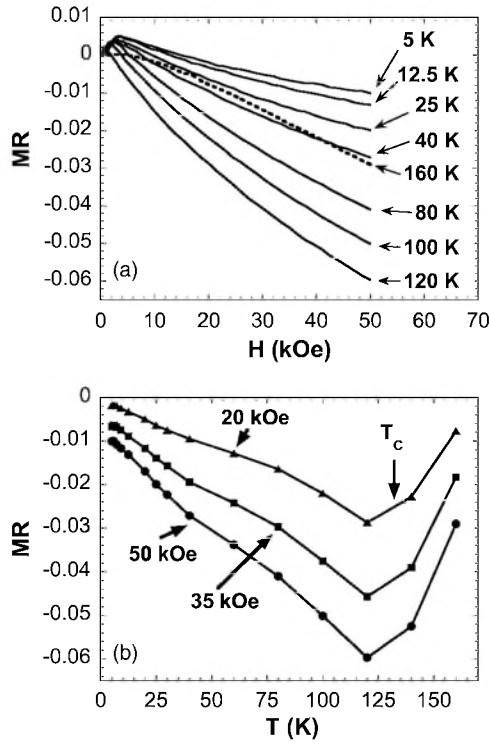 0.01
0
-0.01
-0.02
-0.03
-0.04
-0.05
-0.06
MR
5 K
12.5 K
25 K
40 K
160 K
80 K
100 K
120 K
(a)
0 10 20 30 40 50 60 70
H (kOe)
0
-0.01
-0.02
-0.03
-0.04
-0.05
-0.06
MR
20 kOe
Tc
50 kOe
35 kOe
(b)
0 25 50 75 100 125 150
T (K)